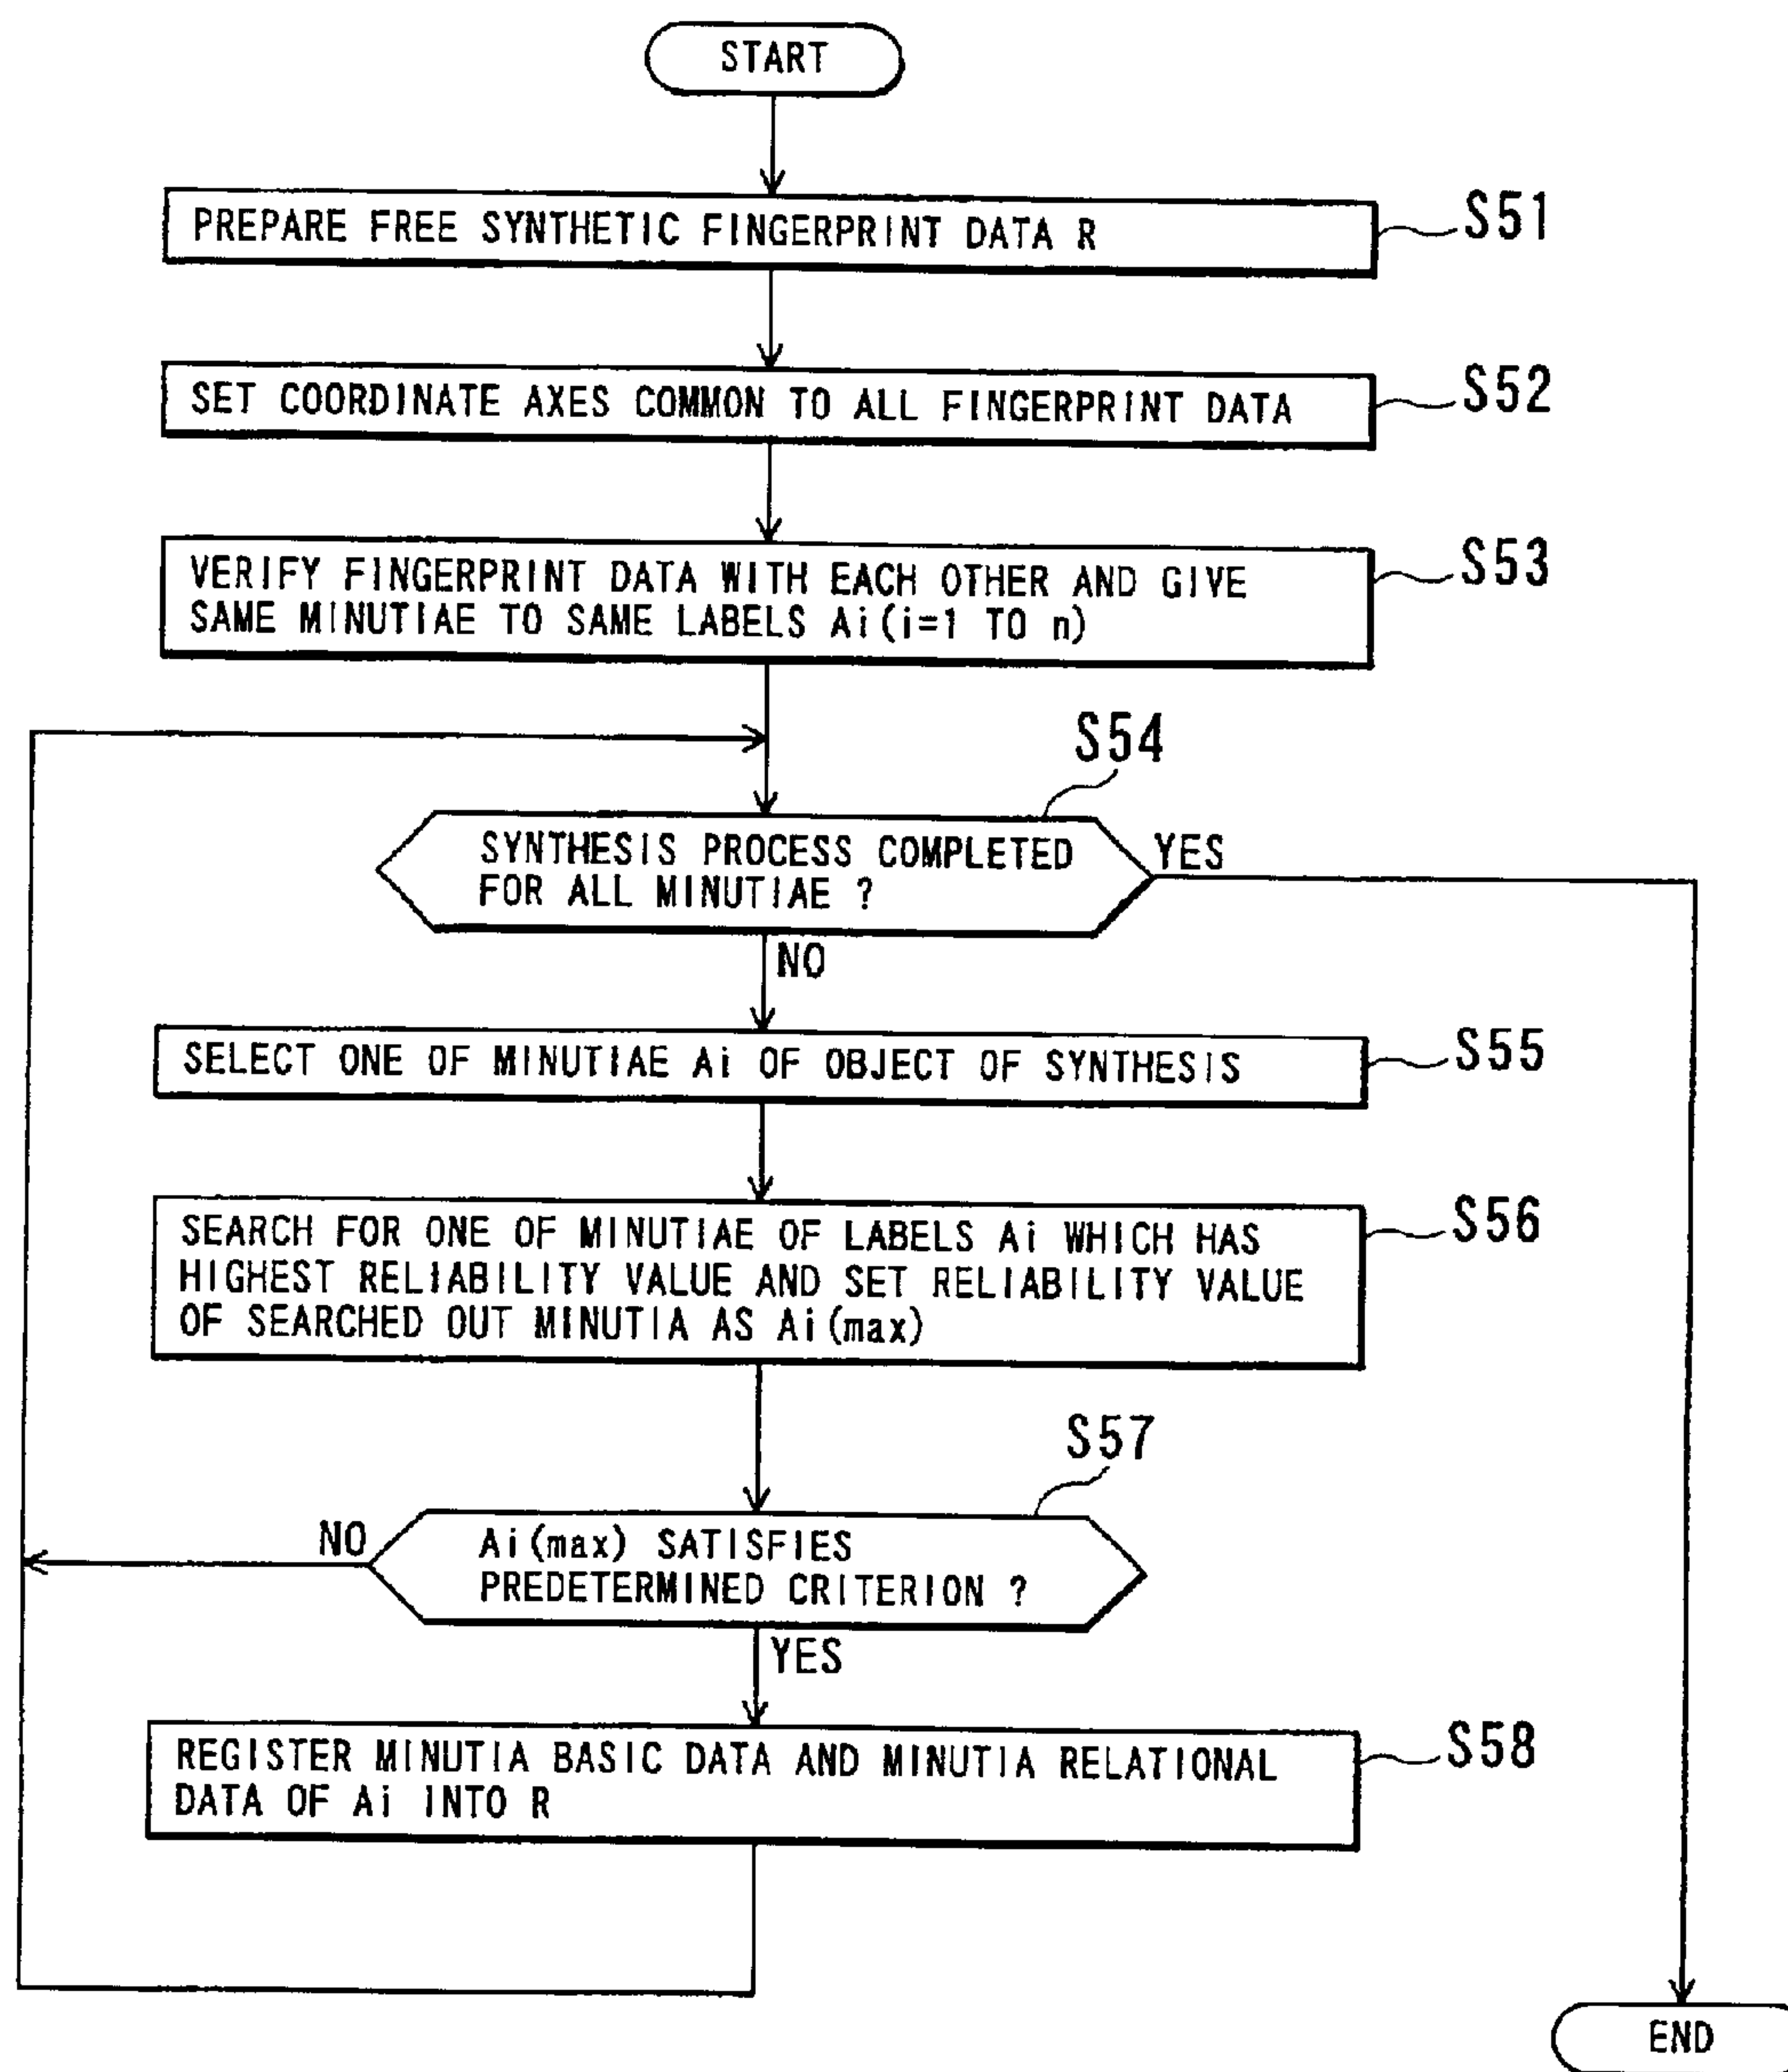 START
PREPARE FREE SYNTHETIC FINGERPRINT DATA R
S51
SET COORDINATE AXES COMMON TO ALL FINGERPRINT DATA
S52
VERIFY FINGERPRINT DATA WITH EACH OTHER AND GIVE
SAME MINUTIAE TO SAME LABELS Ai(i=1 TO n)
S53
S54
SYNTHESIS PROCESS COMPLETED
FOR ALL MINUTIAE ?
YES
NO
SELECT ONE OF MINUTIAE Ai OF OBJECT OF SYNTHESIS
S55
SEARCH FOR ONE OF MINUTIAE OF LABELS Ai WHICH HAS
HIGHEST RELIABILITY VALUE AND SET RELIABILITY VALUE
OF SEARCHED OUT MINUTIA AS Ai(max)
S56
S57
NO
Ai(max) SATISFIES
PREDETERMINED CRITERION ?
YES
REGISTER MINUTIA BASIC DATA AND MINUTIA RELATIONAL
DATA OF Ai INTO R
S58
END